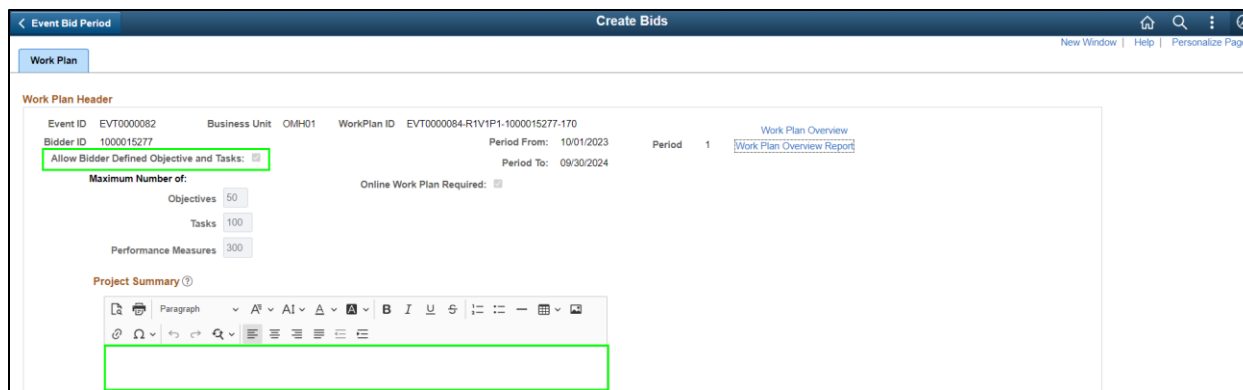 Event Bid Period
Create Bids
New Window | Help | Personalize Page
Work Plan
Work Plan Header
Event ID EVT0000082 Business Unit OMH01 WorkPlan ID EVT0000084-R1V1P1-1000015277-170
Work Plan Overview
Bidder ID 1000015277 Period From: 10/01/2023 Period 1 Work Plan Overview Report
Allow Bidder Defined Objective and Tasks:
Period To: 09/30/2024
Maximum Number of:
Online Work Plan Required:
Objectives 50
Tasks 100
Performance Measures 300
Project Summary
Paragraph